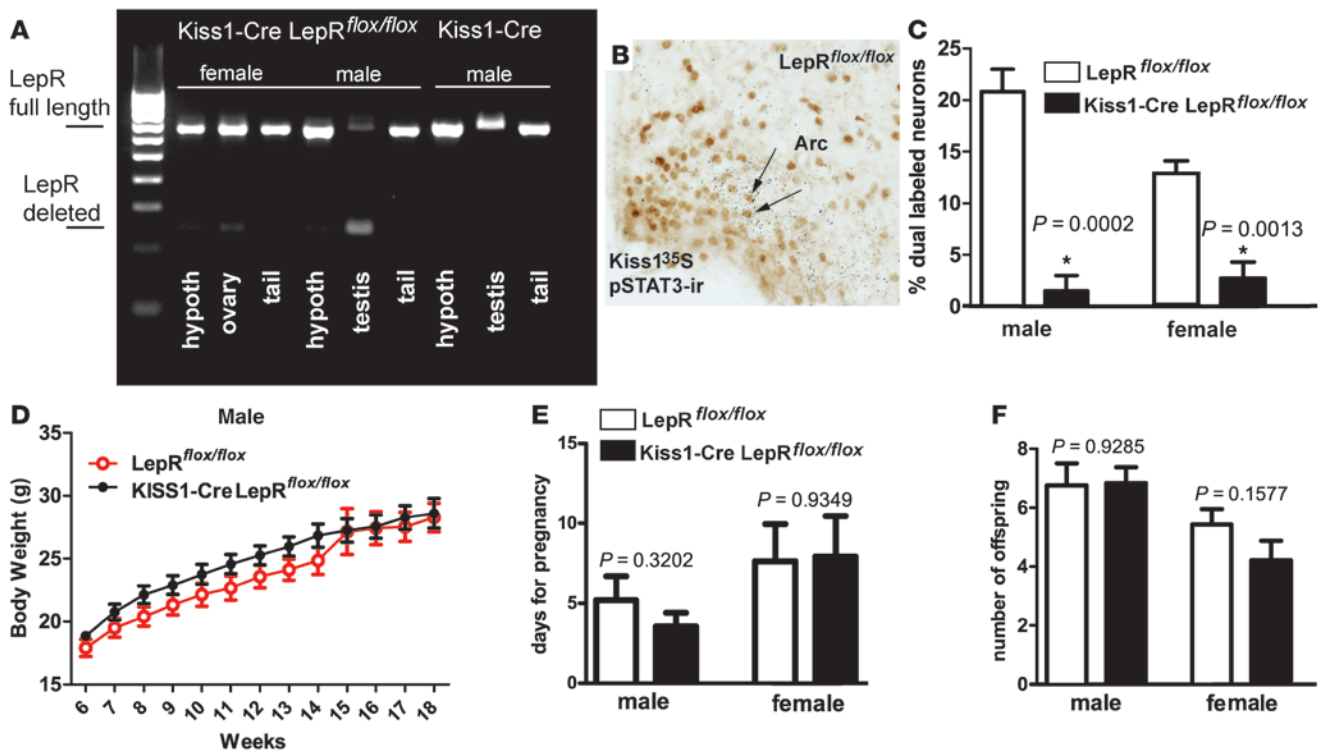 A
Kiss1-Cre LepR flox/flox
Kiss1-Cre
female
male
male
LepR
full length
LepR
deleted
hypoth
ovary
tail
hypoth
testis
tail
hypoth
testis
tail
B
LepR flox/flox
Arc
Kiss1 35S
pSTAT3-ir
C
% dual labeled neurons
25
20
15
10
5
0
LepR flox/flox
Kiss1-Cre LepR flox/flox
P = 0.0002
*
P = 0.0013
*
male
female
D
Male
Body Weight (g)
35
30
25
20
15
LepR flox/flox
KISS1-Cre LepR flox/flox
6 7 8 9 10 11 12 13 14 15 16 17 18
Weeks
E
LepR flox/flox
Kiss1-Cre LepR flox/flox
days for pregnancy
15
10
5
0
P = 0.3202
P = 0.9349
male
female
F
number of offspring
8
6
4
2
0
P = 0.9285
P = 0.1577
male
female